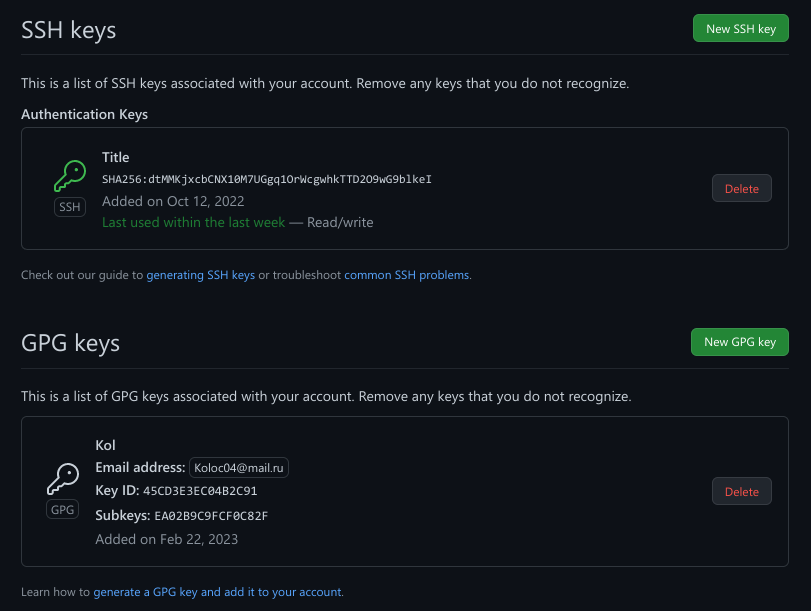 SSH keys
New SSH key
This is a list of SSH keys associated with your account. Remove any keys that you do not recognize.
Authentication Keys
Title
SHA256:dtMMKjxcbCNX10M7UGgq1OrWcgwhkTTD2O9wG9blkeI
Added on Oct 12, 2022
Last used within the last week — Read/write
SSH
Delete
Check out our guide to generating SSH keys or troubleshoot common SSH problems.
GPG keys
New GPG key
This is a list of GPG keys associated with your account. Remove any keys that you do not recognize.
Kol
Email address: Koloc04@mail.ru
Key ID: 45CD3E3EC04B2C91
Subkeys: EA02B9C9FCF0C82F
Added on Feb 22, 2023
GPG
Delete
Learn how to generate a GPG key and add it to your account.